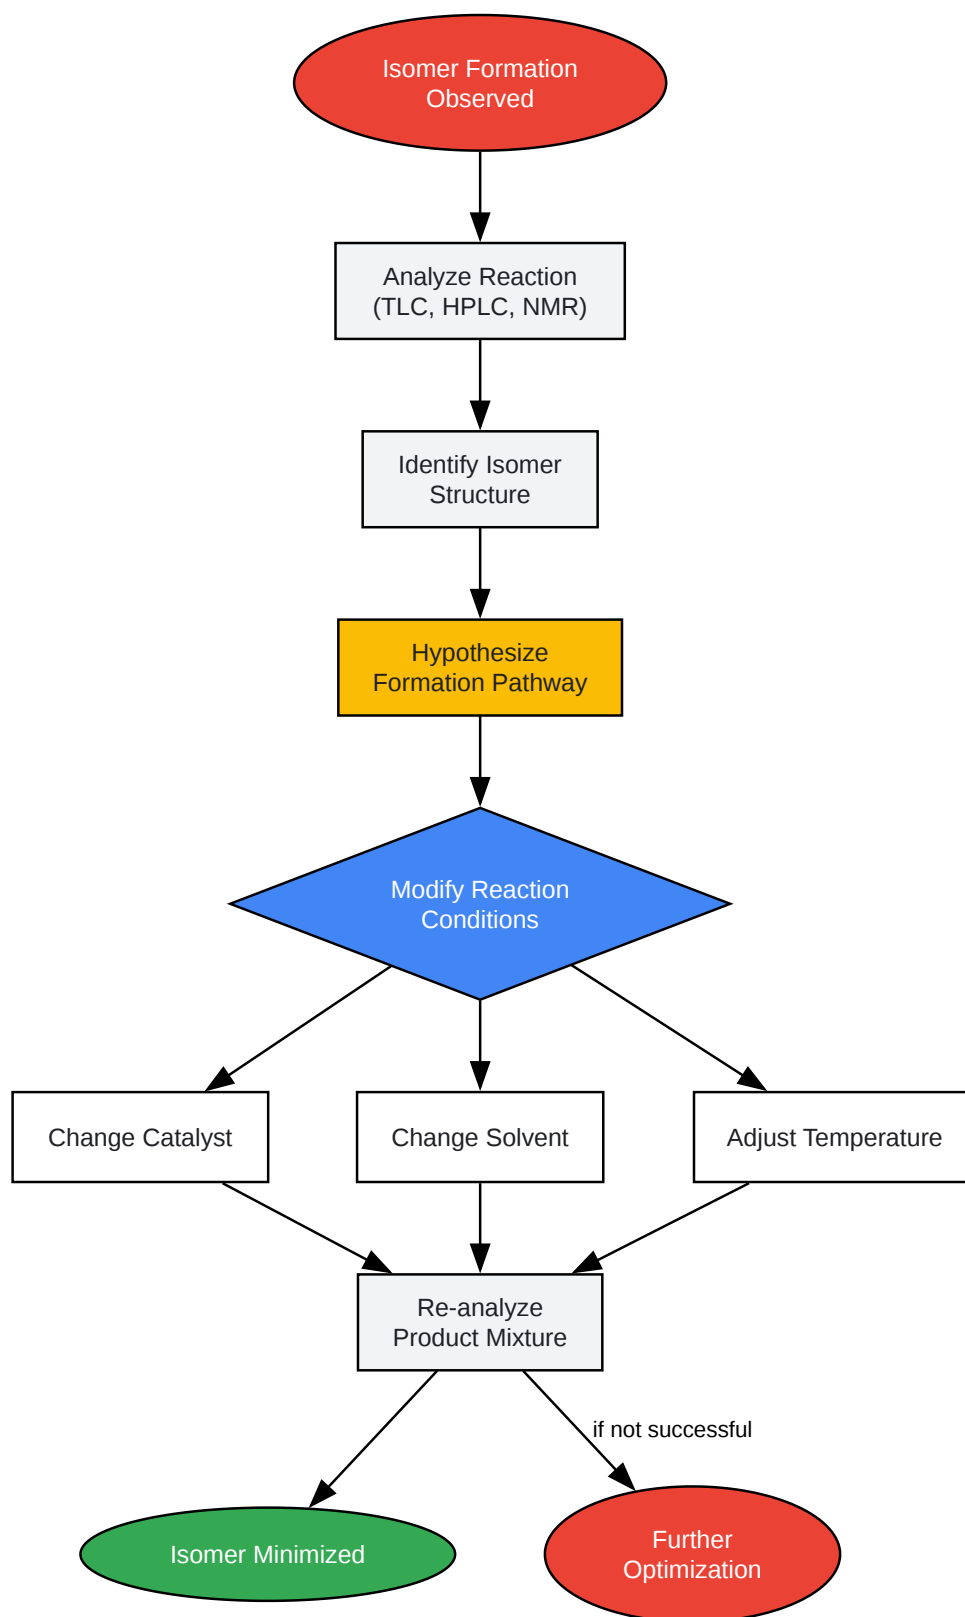 Isomer Formation
Observed
Analyze Reaction
(TLC, HPLC, NMR)
Identify Isomer
Structure
Hypothesize
Formation Pathway
Modify Reaction
Conditions
Change Catalyst
Change Solvent
Adjust Temperature
Re-analyze
Product Mixture
if not successful
Isomer Minimized
Further
Optimization